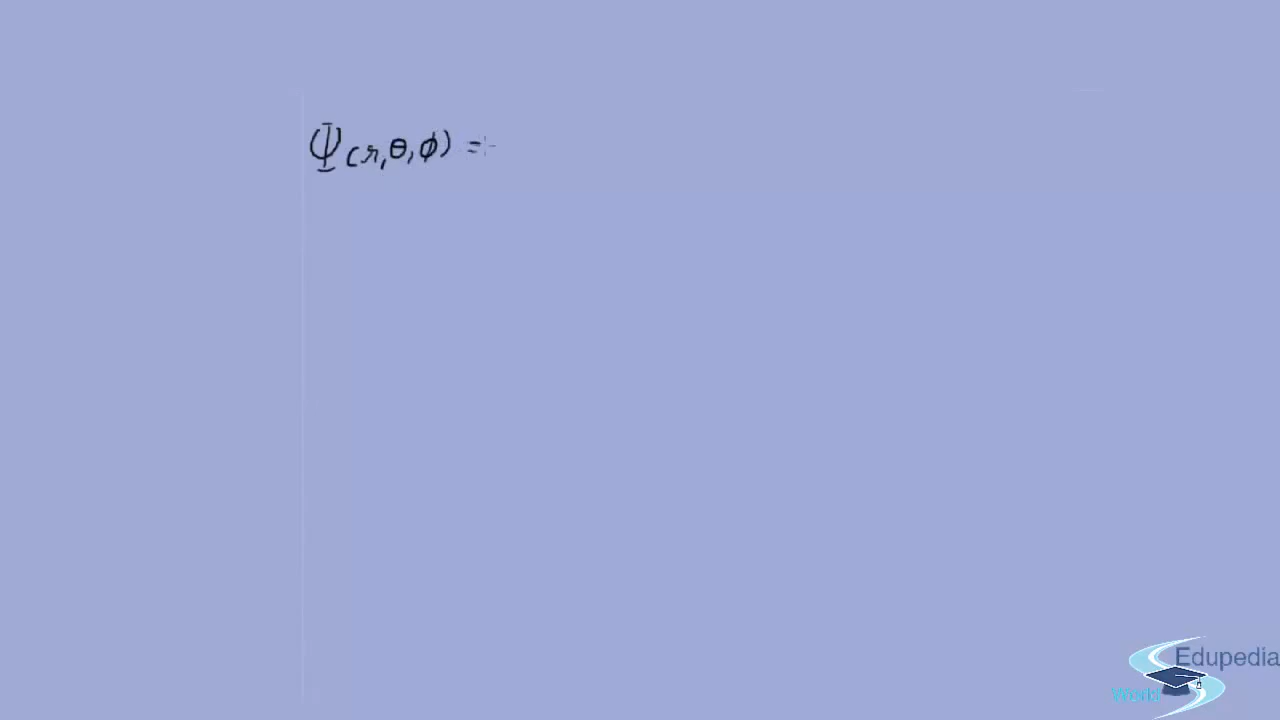 Ψ(r,θ,φ) =
Edupedia
World